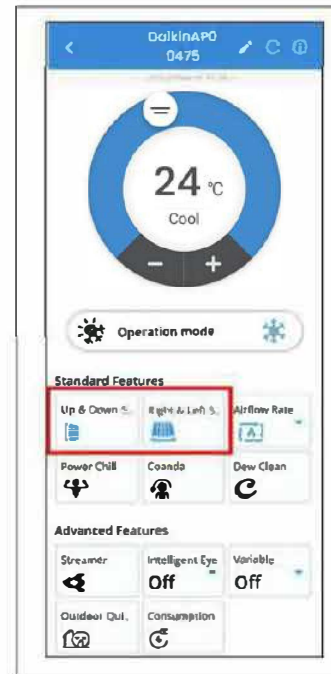 DaikinAP0
0475
24 °C
Cool
− +
Operation mode
Standard Features
Up & Down S.. Right & Left S.. Airflow Rate
A
Power Chill Coanda Dew Clean
Advanced Features
Streamer Intelligent Eye Variable
Off Off
Outdoor Qui.. Consumption